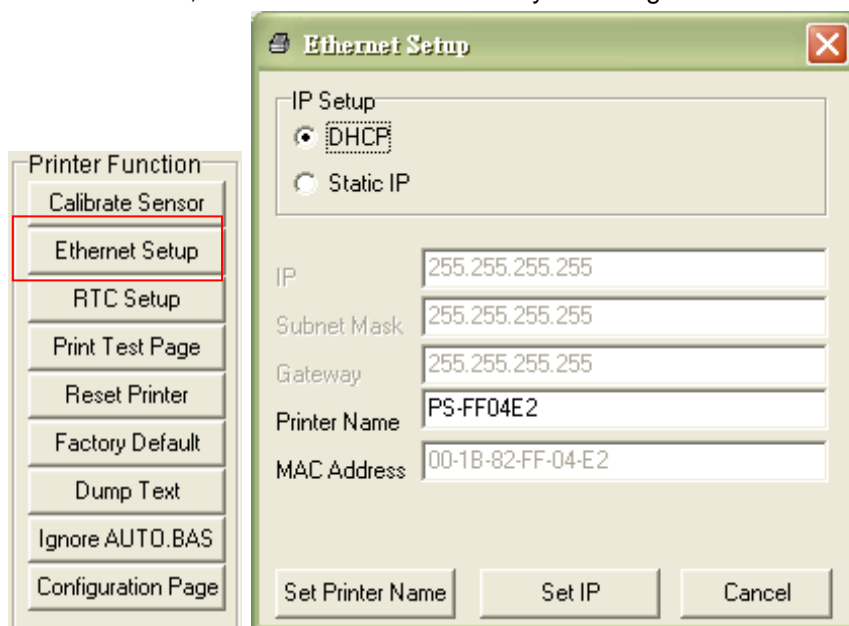 Ethernet Setup
IP Setup
DHCP
Static IP
IP 255.255.255.255
Subnet Mask 255.255.255.255
Gateway 255.255.255.255
Printer Name PS-FF04E2
MAC Address 00-1B-82-FF-04-E2
Set Printer Name Set IP Cancel
Printer Function
Calibrate Sensor
Ethernet Setup
RTC Setup
Print Test Page
Reset Printer
Factory Default
Dump Text
Ignore AUTO.BAS
Configuration Page